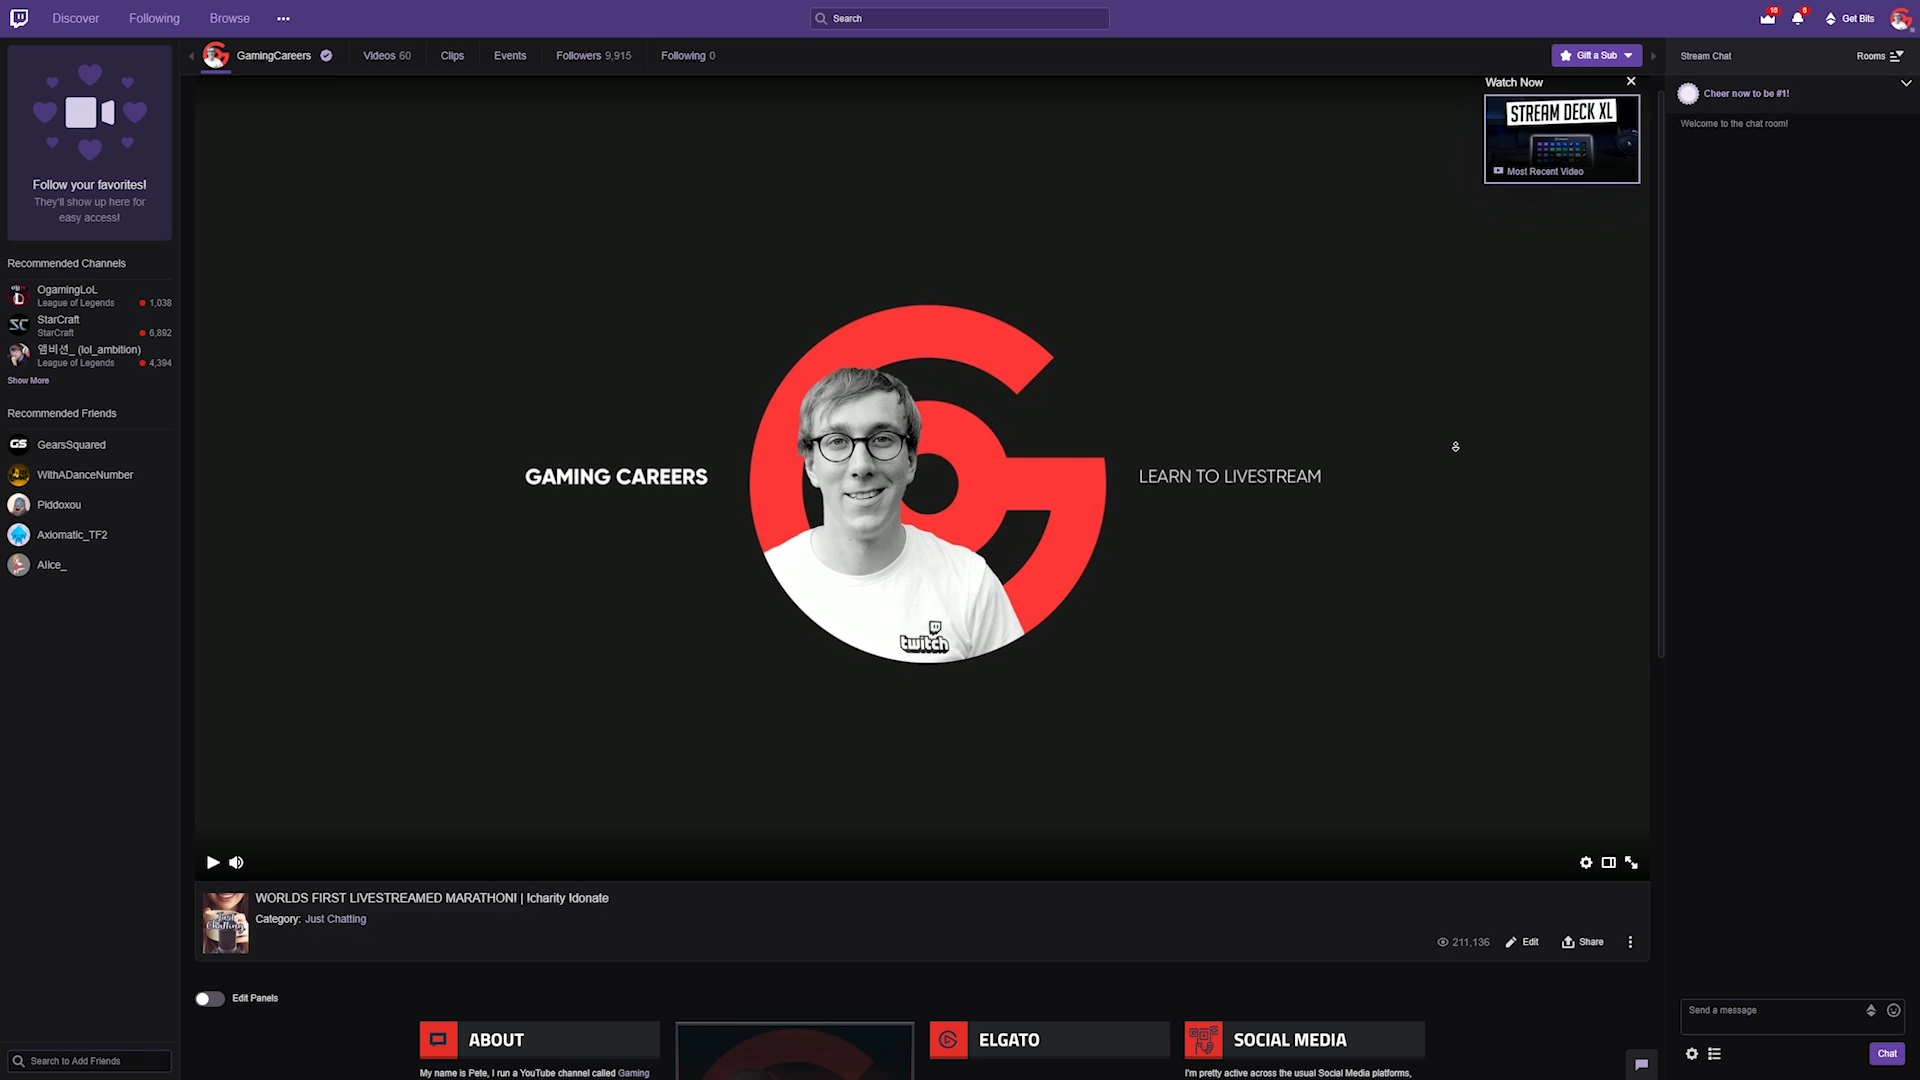 Discover
Following
Browse
Search
18
6
Get Bits
GamingCareers
Videos 60
Clips
Events
Followers 9,915
Following 0
Gift a Sub
Stream Chat
Rooms
Follow your favorites!
They'll show up here for
easy access!
Recommended Channels
OgamingLoL
League of Legends
1,038
SC
StarCraft
StarCraft
6,892
앰비션_ (lol_ambition)
League of Legends
4,394
Show More
Recommended Friends
GS
GearsSquared
WithADanceNumber
Piddoxou
Axiomatic_TF2
Alice_
Search to Add Friends
Watch Now
STREAM DECK XL
Most Recent Video
GAMING CAREERS
LEARN TO LIVESTREAM
twitch
Just
Chatting
WORLDS FIRST LIVESTREAMED MARATHON! | !charity !donate
Category: Just Chatting
211,136
Edit
Share
Edit Panels
ABOUT
My name is Pete, I run a YouTube channel called Gaming
ELGATO
SOCIAL MEDIA
I'm pretty active across the usual Social Media platforms,
Cheer now to be #1!
Welcome to the chat room!
Send a message
Chat